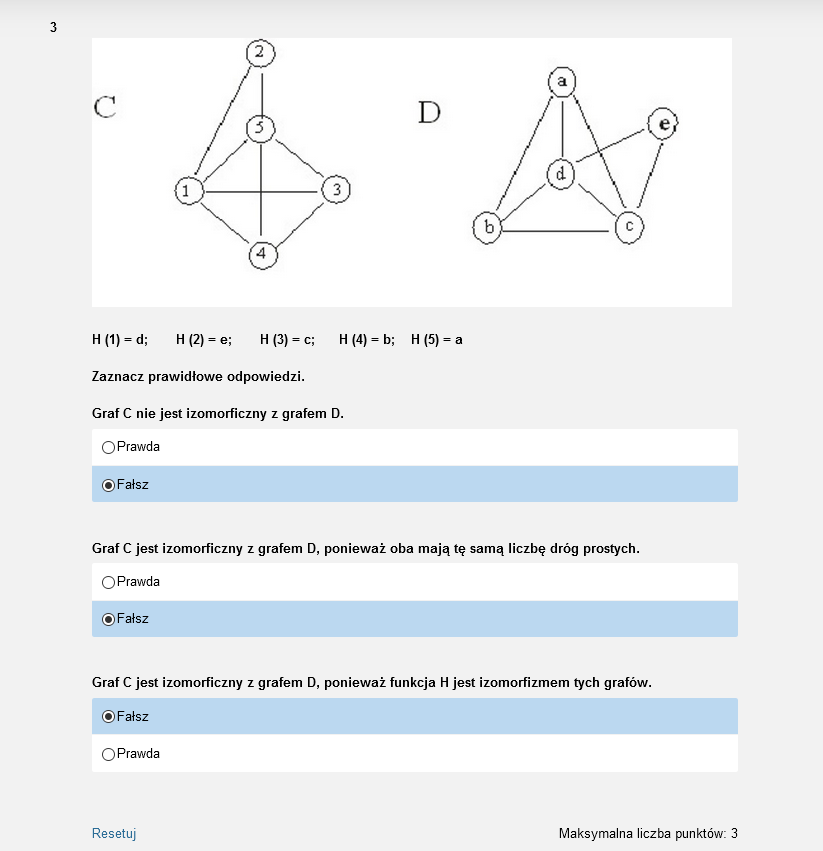 3
C
2
5
1
3
4
D
a
e
d
b
c
H (1) = d; H (2) = e; H (3) = c; H (4) = b; H (5) = a
Zaznacz prawidłowe odpowiedzi.
Graf C nie jest izomorficzny z grafem D.
Prawda
Fałsz
Graf C jest izomorficzny z grafem D, ponieważ oba mają tę samą liczbę dróg prostych.
Prawda
Fałsz
Graf C jest izomorficzny z grafem D, ponieważ funkcja H jest izomorfizmem tych grafów.
Fałsz
Prawda
Resetuj Maksymalna liczba punktów: 3